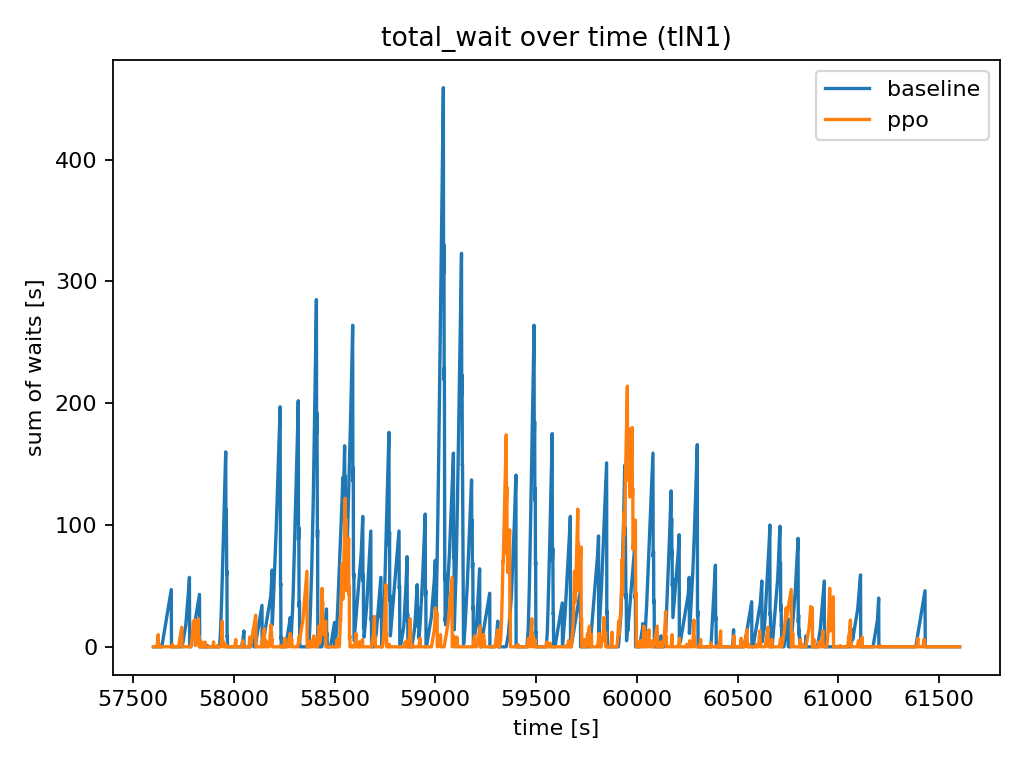 total_wait over time (tlN1)
baseline
ppo
sum of waits [s]
400
300
200
100
0
57500 58000 58500 59000 59500 60000 60500 61000 61500
time [s]